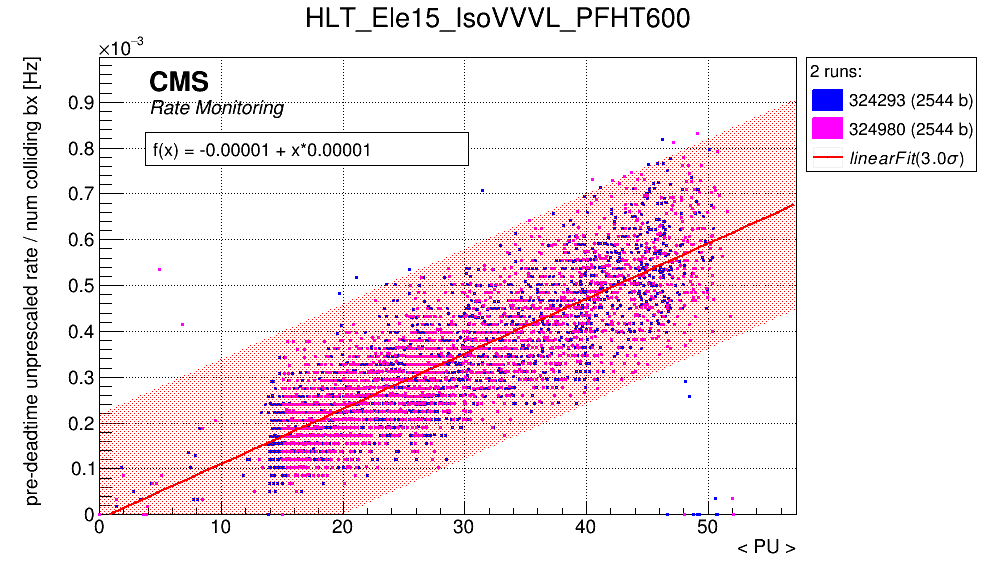 HLT_Ele15_IsoVVVL_PFHT600
×10⁻³
pre-deadtime unprescaled rate / num colliding bx [Hz]
CMS
Rate Monitoring
f(x) = -0.00001 + x*0.00001
2 runs:
324293 (2544 b)
324980 (2544 b)
linearFit(3.0σ)
0.9
0.8
0.7
0.6
0.5
0.4
0.3
0.2
0.1
0
0 10 20 30 40 50
< PU >